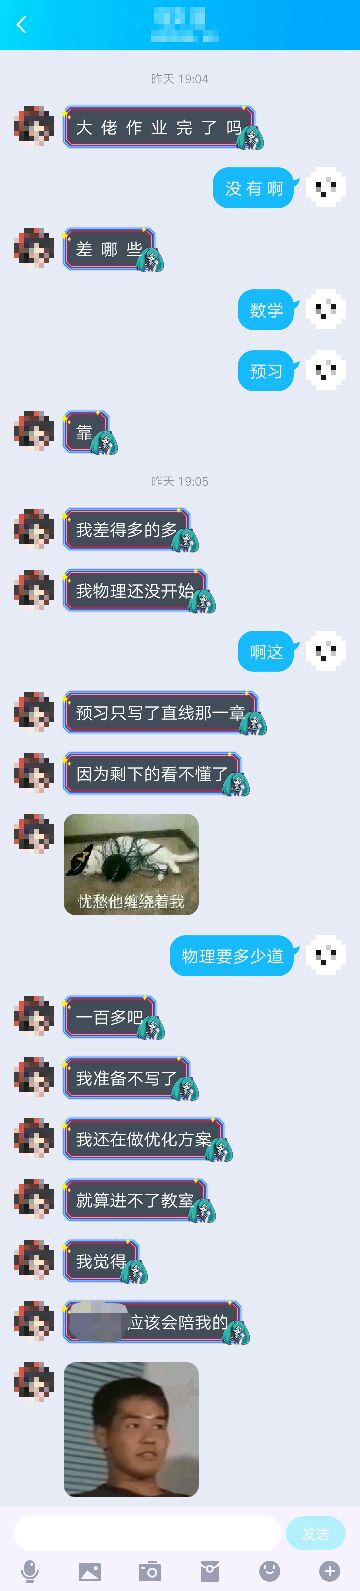 昨天 19:04
大佬作业完了吗
没有啊
差哪些
数学
预习
靠
昨天 19:05
我差得多的多
我物理还没开始
啊这
预习只写了直线那一章
因为剩下的看不懂了
忧愁他缠绕着我
物理要多少道
一百多吧
我准备不写了
我还在做优化方案
就算进不了教室
我觉得
应该会陪我的
发送